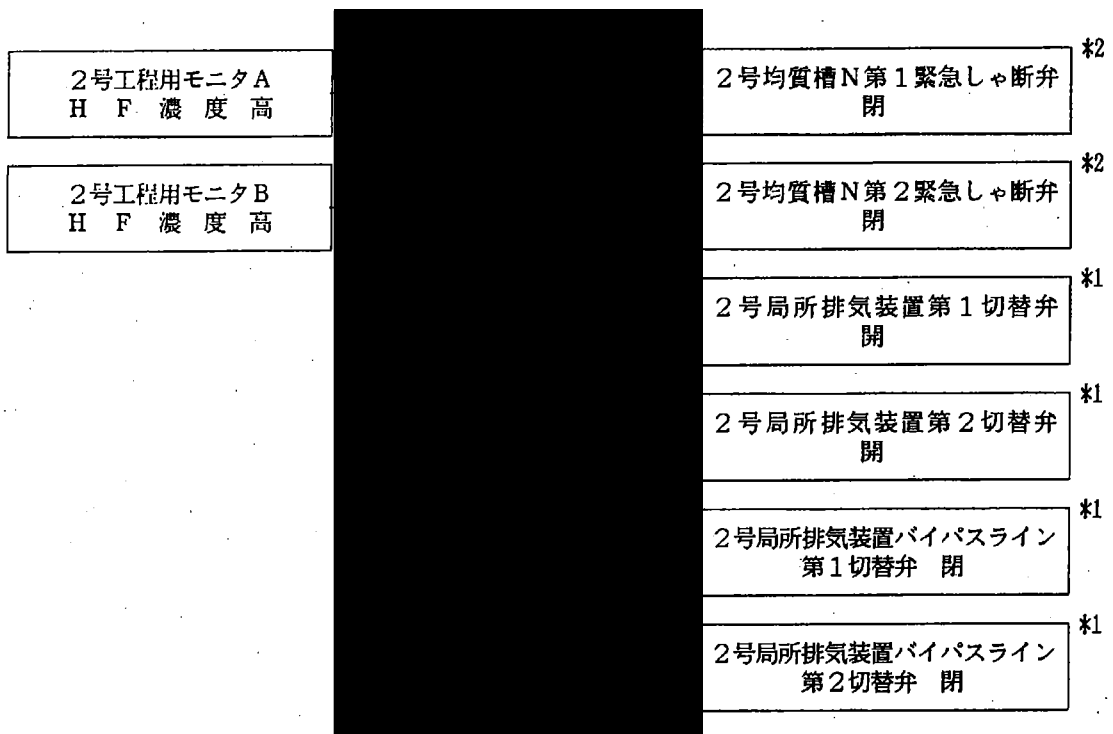 2号工程用モニタA
H F 濃 度 高
2号工程用モニタB
H F 濃 度 高
*2
2号均質槽N第1緊急しゃ断弁
閉
*2
2号均質槽N第2緊急しゃ断弁
閉
*1
2号局所排気装置第1切替弁
開
*1
2号局所排気装置第2切替弁
開
*1
2号局所排気装置バイパスライン
第1切替弁 閉
*1
2号局所排気装置バイパスライン
第2切替弁 閉